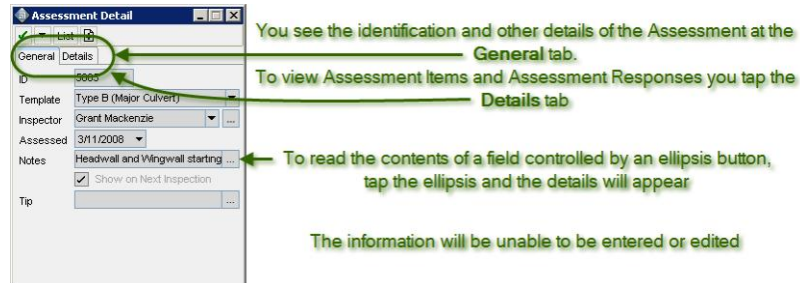 Assessment Detail
List
General Details
ID 5885
Template Type B (Major Culvert)
Inspector Grant Mackenzie ...
Assessed 3/11/2008
Notes Headwall and Wingwall starting ...
Show on Next Inspection
Tip ...
You see the identification and other details of the Assessment at the
General tab.
To view Assessment Items and Assessment Responses you tap the
Details tab
To read the contents of a field controlled by an ellipsis button,
tap the ellipsis and the details will appear
The information will be unable to be entered or edited